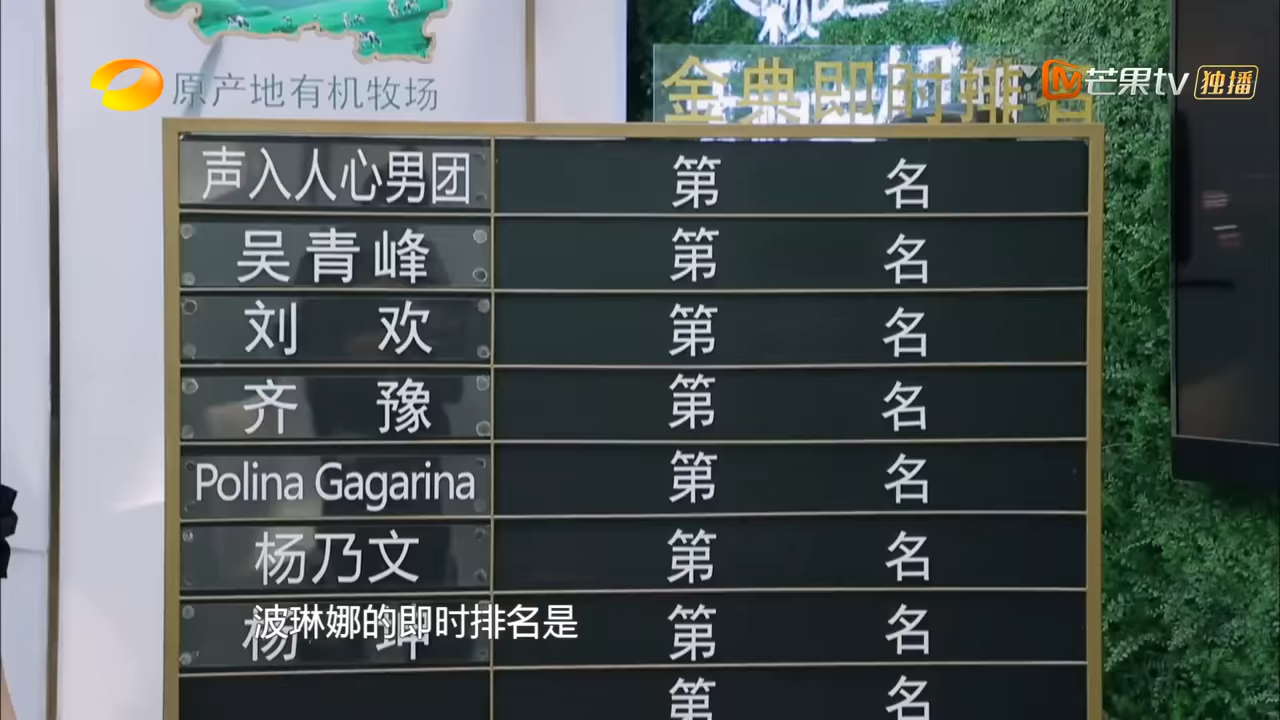 原产地有机牧场
金典即时排名
芒果tv 独播
声入人心男团 第 名
吴青峰 第 名
刘欢 第 名
齐豫 第 名
Polina Gagarina 第 名
杨乃文 第 名
杨坤 第 名
波琳娜的即时排名是
第 名